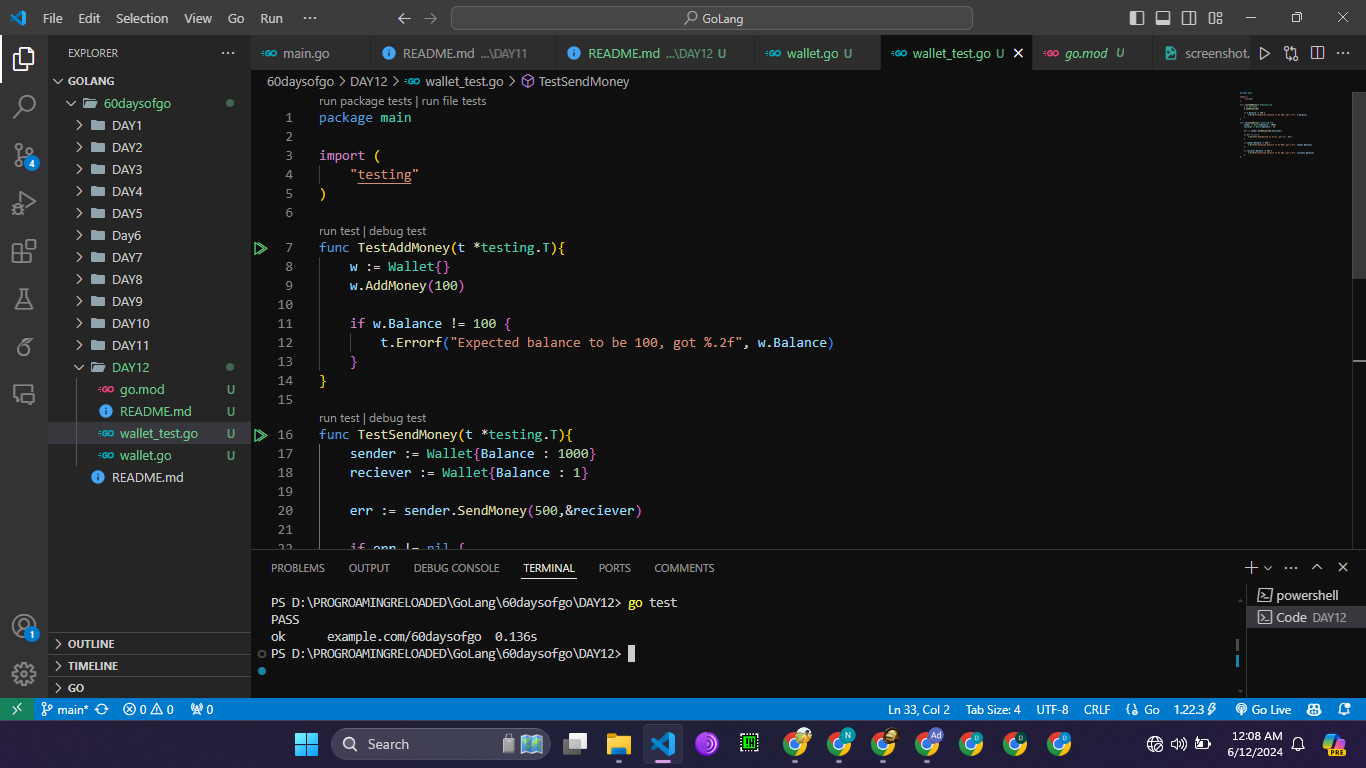 File Edit Selection View Go Run ··· GoLang
EXPLORER ···
GOLANG
60daysofgo
DAY1
DAY2
DAY3
DAY4
DAY5
Day6
DAY7
DAY8
DAY9
DAY10
DAY11
DAY12
go.mod U
README.md U
wallet_test.go U
wallet.go U
README.md
OUTLINE
TIMELINE
GO
4
1
main.go README.md ...\DAY11 README.md ...\DAY12 U wallet.go U wallet_test.go U go.mod U screenshot.
60daysofgo > DAY12 > wallet_test.go > TestSendMoney
run package tests | run file tests
1 package main
2
3 import (
4 "testing"
5 )
6
run test | debug test
7 func TestAddMoney(t *testing.T){
8 w := Wallet{}
9 w.AddMoney(100)
10
11 if w.Balance != 100 {
12 t.Errorf("Expected balance to be 100, got %.2f", w.Balance)
13 }
14 }
15
run test | debug test
16 func TestSendMoney(t *testing.T){
17 sender := Wallet{Balance : 1000}
18 reciever := Wallet{Balance : 1}
19
20 err := sender.SendMoney(500,&reciever)
21
22 if err != nil {
PROBLEMS OUTPUT DEBUG CONSOLE TERMINAL PORTS COMMENTS
PS D:\PROGROAMINGRELOADED\GoLang\60daysofgo\DAY12> go test
PASS
ok example.com/60daysofgo 0.136s
PS D:\PROGROAMINGRELOADED\GoLang\60daysofgo\DAY12>
powershell
Code DAY12
main* 0 0 0 Ln 33, Col 2 Tab Size: 4 UTF-8 CRLF Go 1.22.3 Go Live
Search
12:08 AM
6/12/2024
N
Ad
D
D
D
PRE